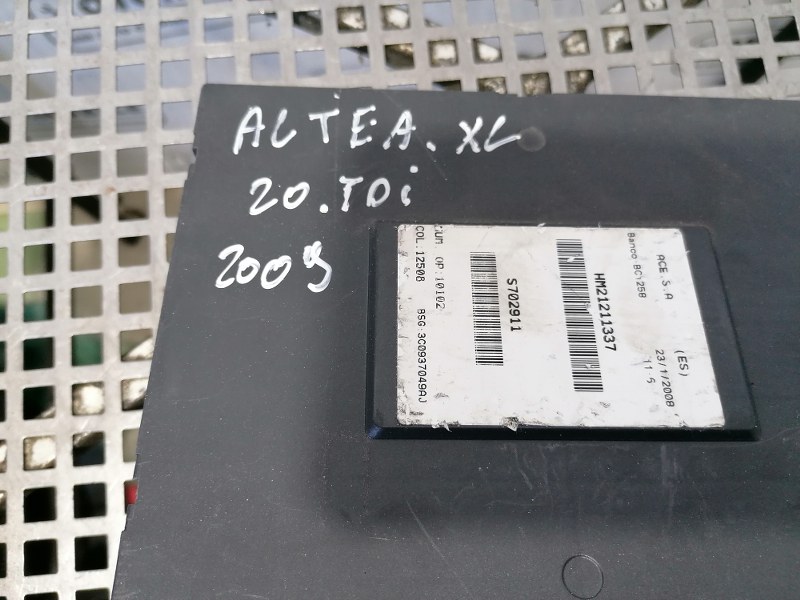 ALTEA. XL
20.TDi
2009
ACE.S.A (ES) 23/1/2008
Banco BC1258 11 5
HM21211337
S702911
NUM OP:10102
COL:12508 BSG 3C0937049AJ